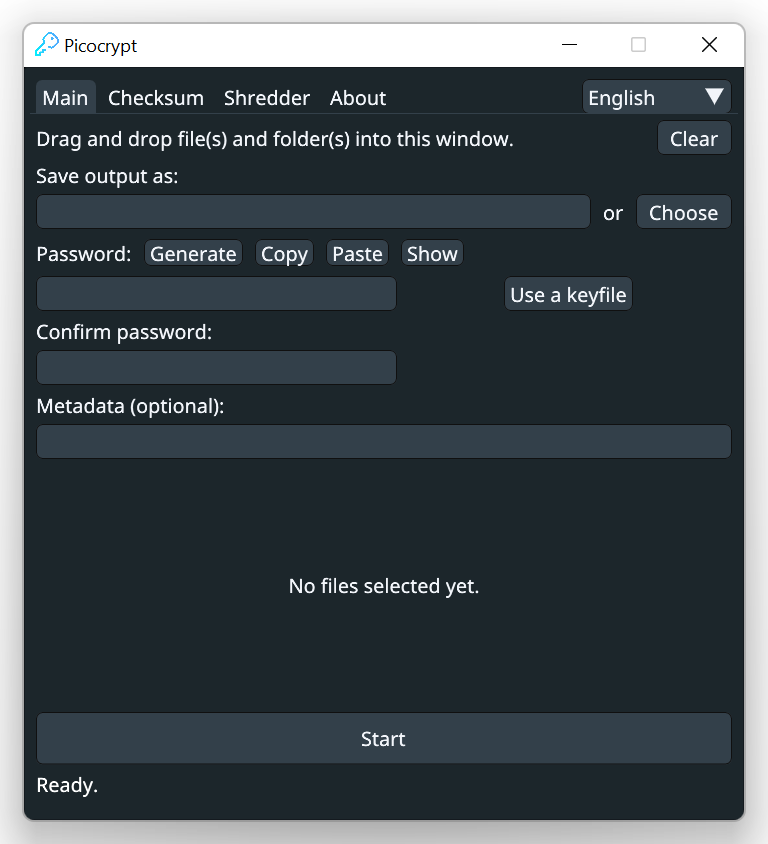 Picocrypt
Main Checksum Shredder About English
Drag and drop file(s) and folder(s) into this window. Clear
Save output as:
or Choose
Password: Generate Copy Paste Show
Use a keyfile
Confirm password:
Metadata (optional):
No files selected yet.
Start
Ready.